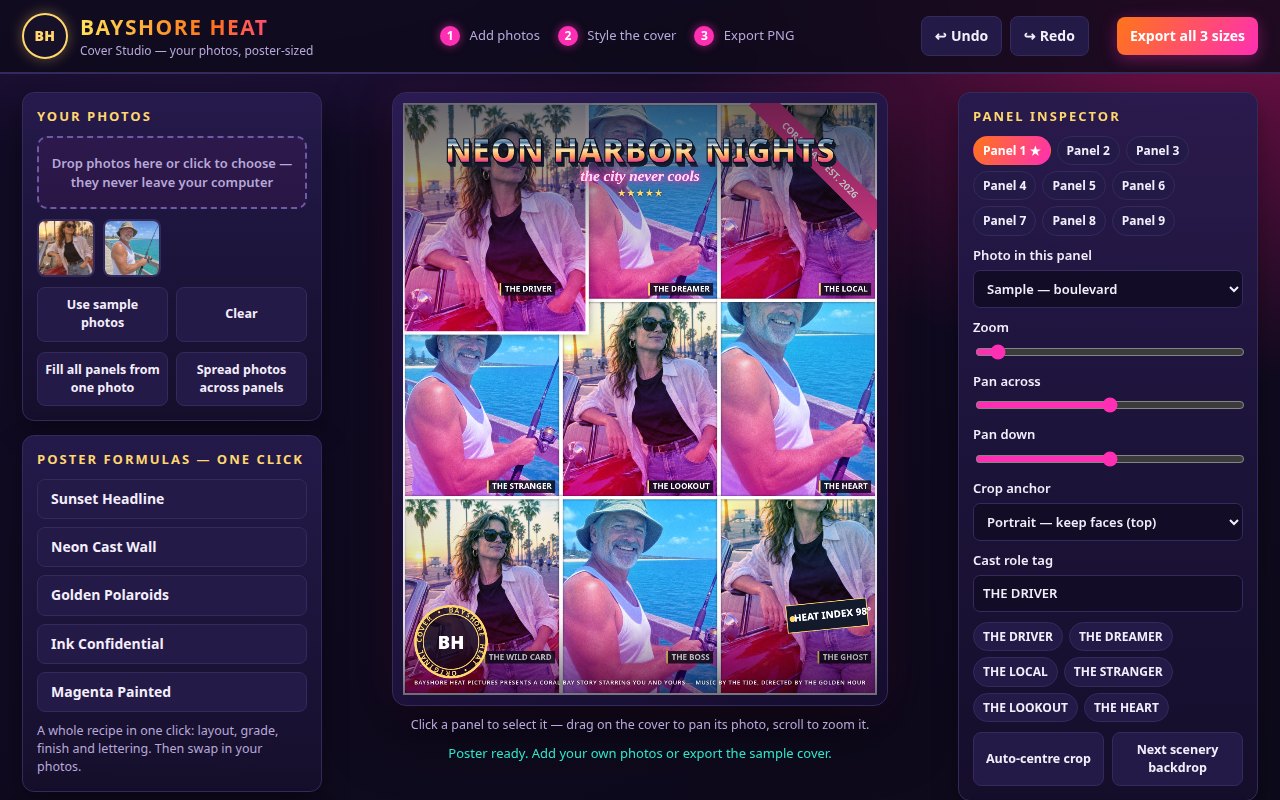 BH
BAYSHORE HEAT
Cover Studio — your photos, poster-sized
1 Add photos 2 Style the cover 3 Export PNG
↩ Undo
↪ Redo
Export all 3 sizes
YOUR PHOTOS
Drop photos here or click to choose —
they never leave your computer
Use sample
photos
Clear
Fill all panels from
one photo
Spread photos
across panels
POSTER FORMULAS — ONE CLICK
Sunset Headline
Neon Cast Wall
Golden Polaroids
Ink Confidential
Magenta Painted
A whole recipe in one click: layout, grade,
finish and lettering. Then swap in your
photos.
NEON HARBOR NIGHTS
the city never cools
★★★★★
EST. 2026
THE DRIVER
THE DREAMER
THE LOCAL
THE STRANGER
THE LOOKOUT
THE HEART
HEAT INDEX 98°
BH
THE WILD CARD
THE BOSS
THE GHOST
BAYSHORE HEAT PICTURES PRESENTS A CORAL BAY STORY STARRING YOU AND YOURS — MUSIC BY THE TIDE, DIRECTED BY THE GOLDEN HOUR
Click a panel to select it — drag on the cover to pan its photo, scroll to zoom it.
Poster ready. Add your own photos or export the sample cover.
PANEL INSPECTOR
Panel 1 ★
Panel 2
Panel 3
Panel 4
Panel 5
Panel 6
Panel 7
Panel 8
Panel 9
Photo in this panel
Sample — boulevard
Zoom
Pan across
Pan down
Crop anchor
Portrait — keep faces (top)
Cast role tag
THE DRIVER
THE DRIVER
THE DREAMER
THE LOCAL
THE STRANGER
THE LOOKOUT
THE HEART
Auto-centre crop
Next scenery
backdrop